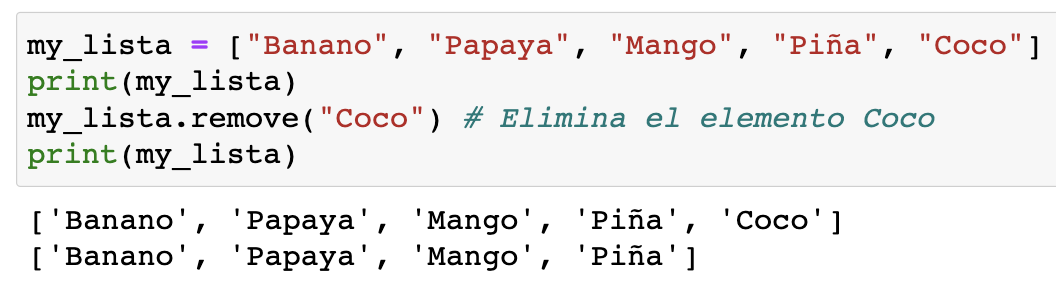 my_lista = ["Banano", "Papaya", "Mango", "Piña", "Coco"]
print(my_lista)
my_lista.remove("Coco") # Elimina el elemento Coco
print(my_lista)
['Banano', 'Papaya', 'Mango', 'Piña', 'Coco']
['Banano', 'Papaya', 'Mango', 'Piña']